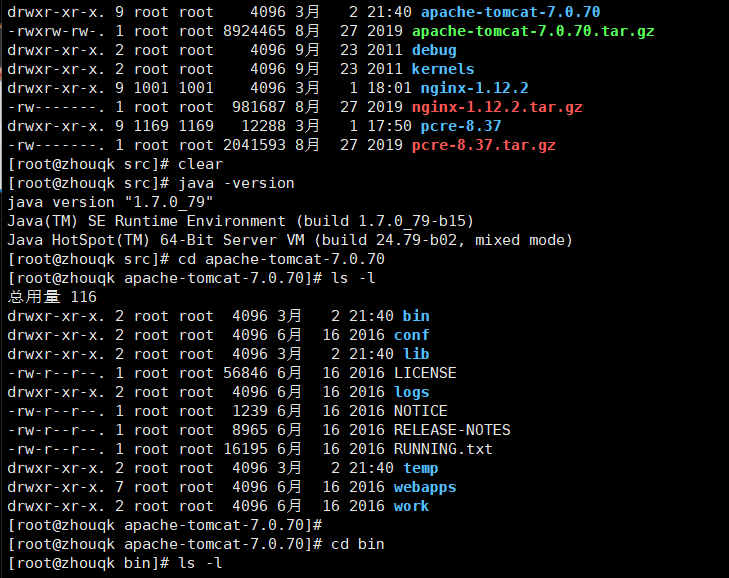 drwxr-xr-x. 9 root root    4096 3月   2 21:40 apache-tomcat-7.0.70
-rwxrw-rw-. 1 root root 8924465 8月  27 2019 apache-tomcat-7.0.70.tar.gz
drwxr-xr-x. 2 root root    4096 9月  23 2011 debug
drwxr-xr-x. 2 root root    4096 9月  23 2011 kernels
drwxr-xr-x. 9 1001 1001    4096 3月   1 18:01 nginx-1.12.2
-rw-------. 1 root root  981687 8月  27 2019 nginx-1.12.2.tar.gz
drwxr-xr-x. 9 1169 1169   12288 3月   1 17:50 pcre-8.37
-rw-------. 1 root root 2041593 8月  27 2019 pcre-8.37.tar.gz
[root@zhouqk src]# clear
[root@zhouqk src]# java -version
java version "1.7.0_79"
Java(TM) SE Runtime Environment (build 1.7.0_79-b15)
Java HotSpot(TM) 64-Bit Server VM (build 24.79-b02, mixed mode)
[root@zhouqk src]# cd apache-tomcat-7.0.70
[root@zhouqk apache-tomcat-7.0.70]# ls -l
总用量 116
drwxr-xr-x. 2 root root  4096 3月   2 21:40 bin
drwxr-xr-x. 2 root root  4096 6月  16 2016 conf
drwxr-xr-x. 2 root root  4096 3月   2 21:40 lib
-rw-r--r--. 1 root root 56846 6月  16 2016 LICENSE
drwxr-xr-x. 2 root root  4096 6月  16 2016 logs
-rw-r--r--. 1 root root  1239 6月  16 2016 NOTICE
-rw-r--r--. 1 root root  8965 6月  16 2016 RELEASE-NOTES
-rw-r--r--. 1 root root 16195 6月  16 2016 RUNNING.txt
drwxr-xr-x. 2 root root  4096 3月   2 21:40 temp
drwxr-xr-x. 7 root root  4096 6月  16 2016 webapps
drwxr-xr-x. 2 root root  4096 6月  16 2016 work
[root@zhouqk apache-tomcat-7.0.70]#
[root@zhouqk apache-tomcat-7.0.70]# cd bin
[root@zhouqk bin]# ls -l